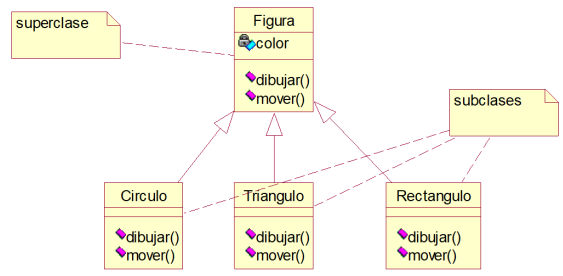 superclase
Figura
color
dibujar()
mover()
subclases
Circulo
dibujar()
mover()
Triangulo
dibujar()
mover()
Rectangulo
dibujar()
mover()